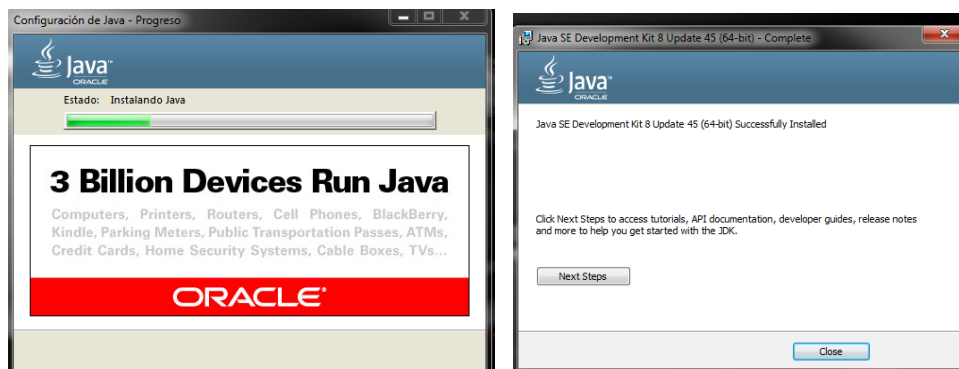 Configuración de Java - Progreso
Java™
ORACLE
Estado: Instalando Java
3 Billion Devices Run Java
Computers, Printers, Routers, Cell Phones, BlackBerry,
Kindle, Parking Meters, Public Transportation Passes, ATMs,
Credit Cards, Home Security Systems, Cable Boxes, TVs...
ORACLE®
Java SE Development Kit 8 Update 45 (64-bit) - Complete
Java™
ORACLE
Java SE Development Kit 8 Update 45 (64-bit) Successfully Installed
Click Next Steps to access tutorials, API documentation, developer guides, release notes
and more to help you get started with the JDK.
Next Steps
Close